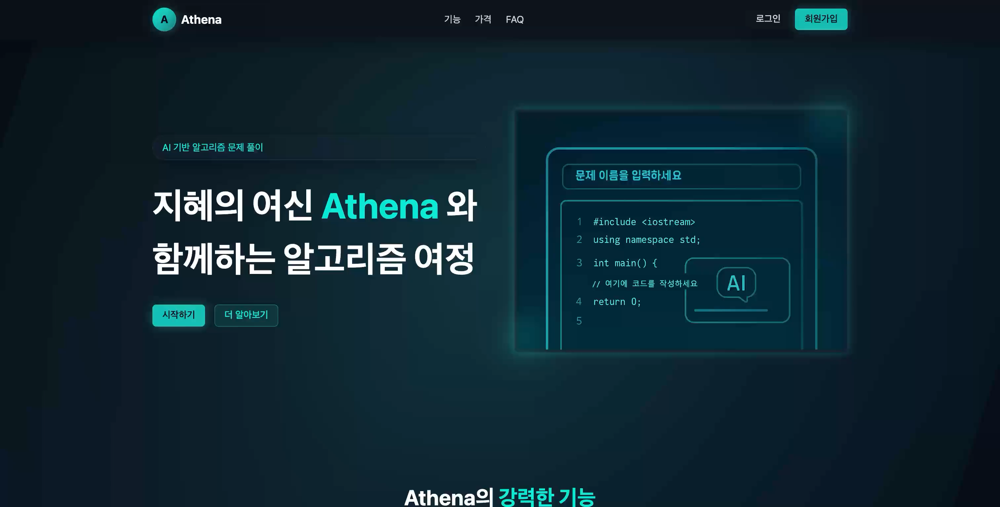 A Athena 기능 가격 FAQ 로그인 회원가입
AI 기반 알고리즘 문제 풀이
지혜의 여신 Athena 와
함께하는 알고리즘 여정
시작하기 더 알아보기
문제 이름을 입력하세요
1 #include <iostream>
2 using namespace std;
3 int main() {
// 여기에 코드를 작성하세요
4 return 0;
5
AI
Athena의 강력한 기능